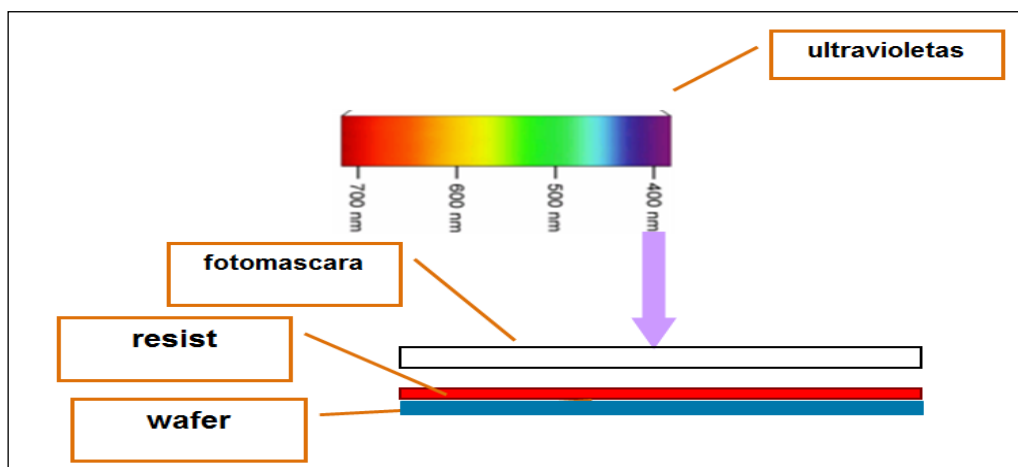 ultravioletas
700 nm
600 nm
500 nm
400 nm
fotomascara
resist
wafer